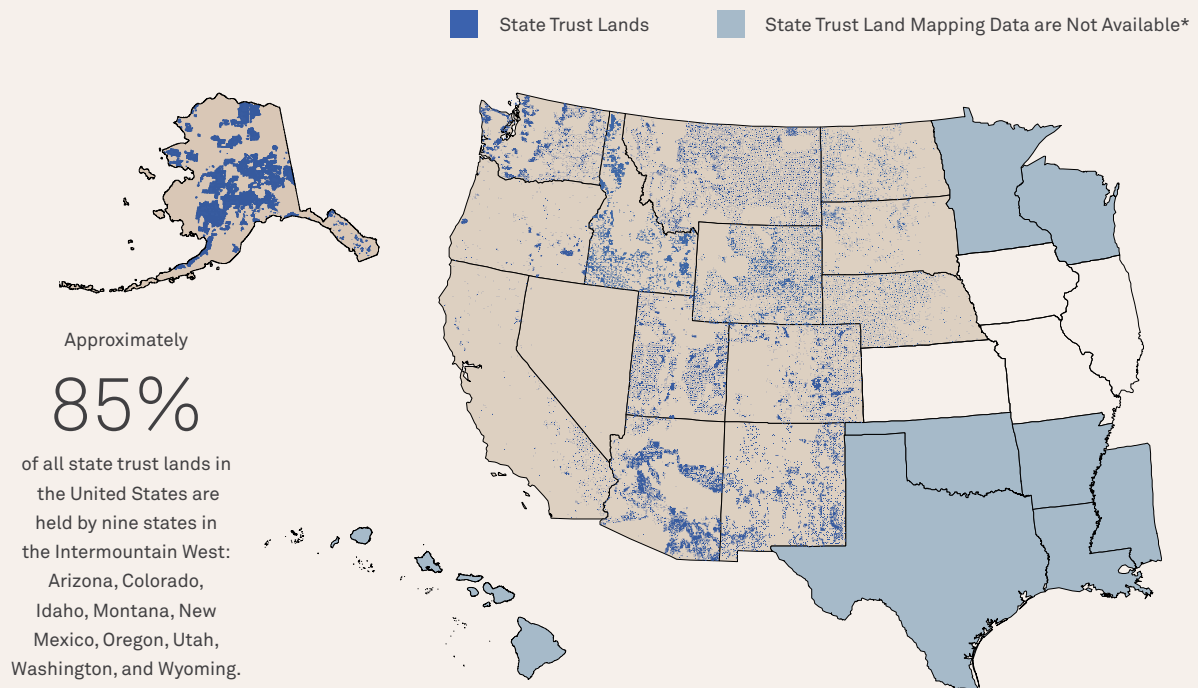 State Trust Lands
State Trust Land Mapping Data are Not Available*
Approximately
85%
of all state trust lands in
the United States are
held by nine states in
the Intermountain West:
Arizona, Colorado,
Idaho, Montana, New
Mexico, Oregon, Utah,
Washington, and Wyoming.